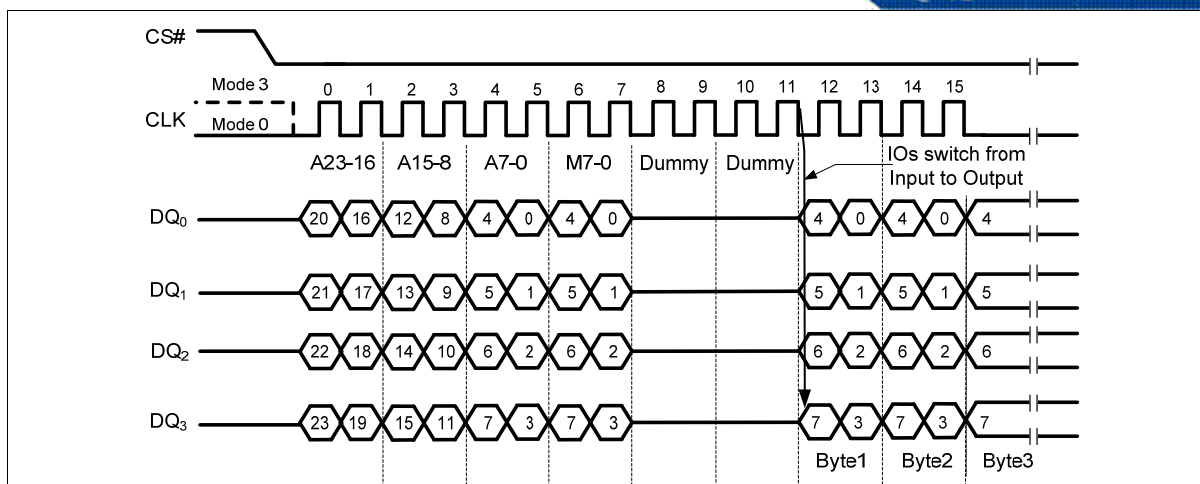 CS#
Mode 3
0 1 2 3 4 5 6 7 8 9 10 11 12 13 14 15
CLK
Mode 0
A23-16 A15-8 A7-0 M7-0 Dummy Dummy
IOs switch from
Input to Output
DQ0 20 16 12 8 4 0 4 0 4 0 4 0 4
DQ1 21 17 13 9 5 1 5 1 5 1 5 1 5
DQ2 22 18 14 10 6 2 6 2 6 2 6 2 6
DQ3 23 19 15 11 7 3 7 3 7 3 7 3 7
Byte1 Byte2 Byte3